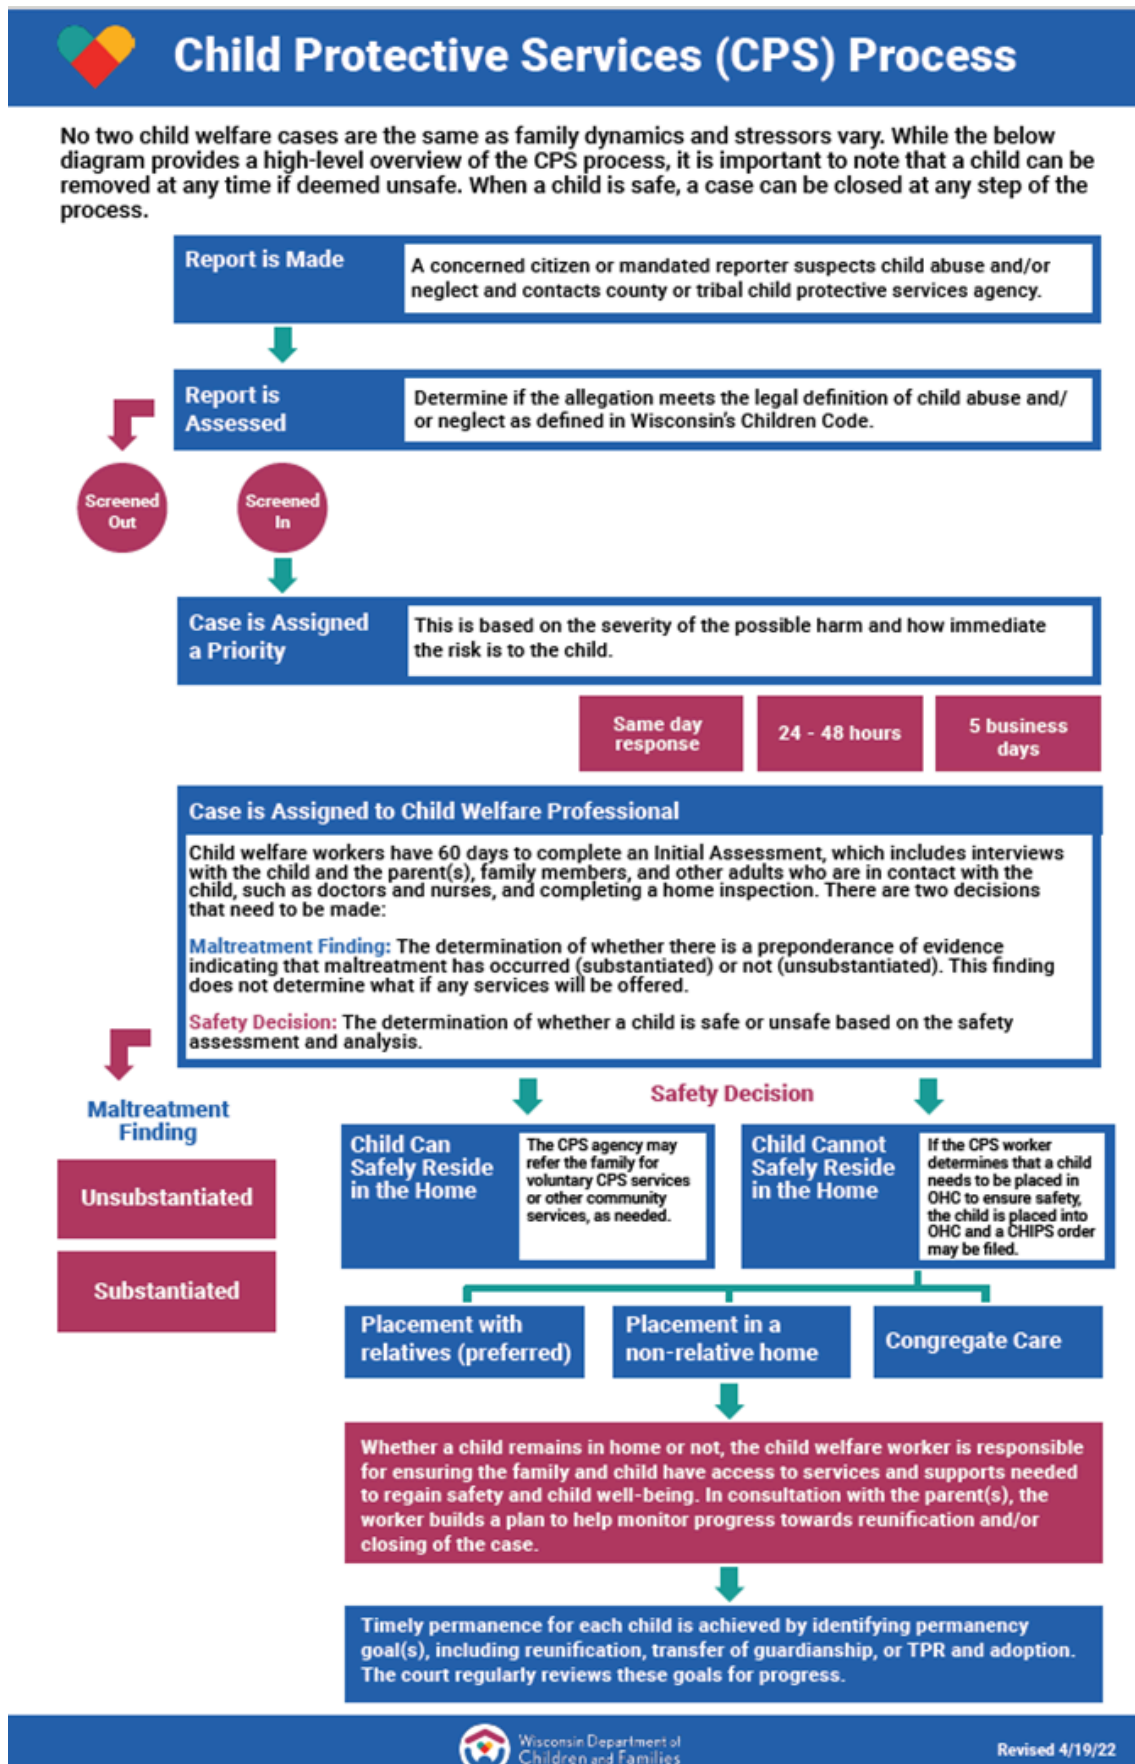 Child Protective Services (CPS) Process
No two child welfare cases are the same as family dynamics and stressors vary. While the below
diagram provides a high-level overview of the CPS process, it is important to note that a child can be
removed at any time if deemed unsafe. When a child is safe, a case can be closed at any step of the
process.
Report is Made
A concerned citizen or mandated reporter suspects child abuse and/or
neglect and contacts county or tribal child protective services agency.
Report is
Assessed
Determine if the allegation meets the legal definition of child abuse and/
or neglect as defined in Wisconsin's Children Code.
Screened
Out
Screened
In
Case is Assigned
a Priority
This is based on the severity of the possible harm and how immediate
the risk is to the child.
Same day
response
24 - 48 hours
5 business
days
Case is Assigned to Child Welfare Professional
Child welfare workers have 60 days to complete an Initial Assessment, which includes interviews
with the child and the parent(s), family members, and other adults who are in contact with the
child, such as doctors and nurses, and completing a home inspection. There are two decisions
that need to be made:
Maltreatment Finding: The determination of whether there is a preponderance of evidence
indicating that maltreatment has occurred (substantiated) or not (unsubstantiated). This finding
does not determine what if any services will be offered.
Safety Decision: The determination of whether a child is safe or unsafe based on the safety
assessment and analysis.
Maltreatment
Finding
Unsubstantiated
Substantiated
Safety Decision
Child Can
Safely Reside
in the Home
The CPS agency may
refer the family for
voluntary CPS services
or other community
services, as needed.
Child Cannot
Safely Reside
in the Home
If the CPS worker
determines that a child
needs to be placed in
OHC to ensure safety,
the child is placed into
OHC and a CHIPS order
may be filed.
Placement with
relatives (preferred)
Placement in a
non-relative home
Congregate Care
Whether a child remains in home or not, the child welfare worker is responsible
for ensuring the family and child have access to services and supports needed
to regain safety and child well-being. In consultation with the parent(s), the
worker builds a plan to help monitor progress towards reunification and/or
closing of the case.
Timely permanence for each child is achieved by identifying permanency
goal(s), including reunification, transfer of guardianship, or TPR and adoption.
The court regularly reviews these goals for progress.
Wisconsin Department of
Children and Families
Revised 4/19/22